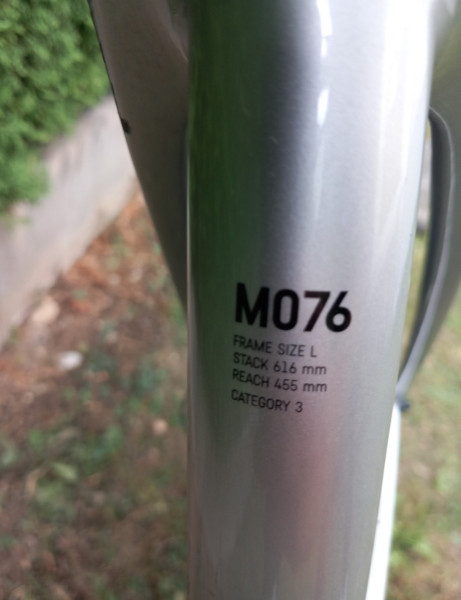 M076
FRAME SIZE L
STACK 616 mm
REACH 455 mm
CATEGORY 3